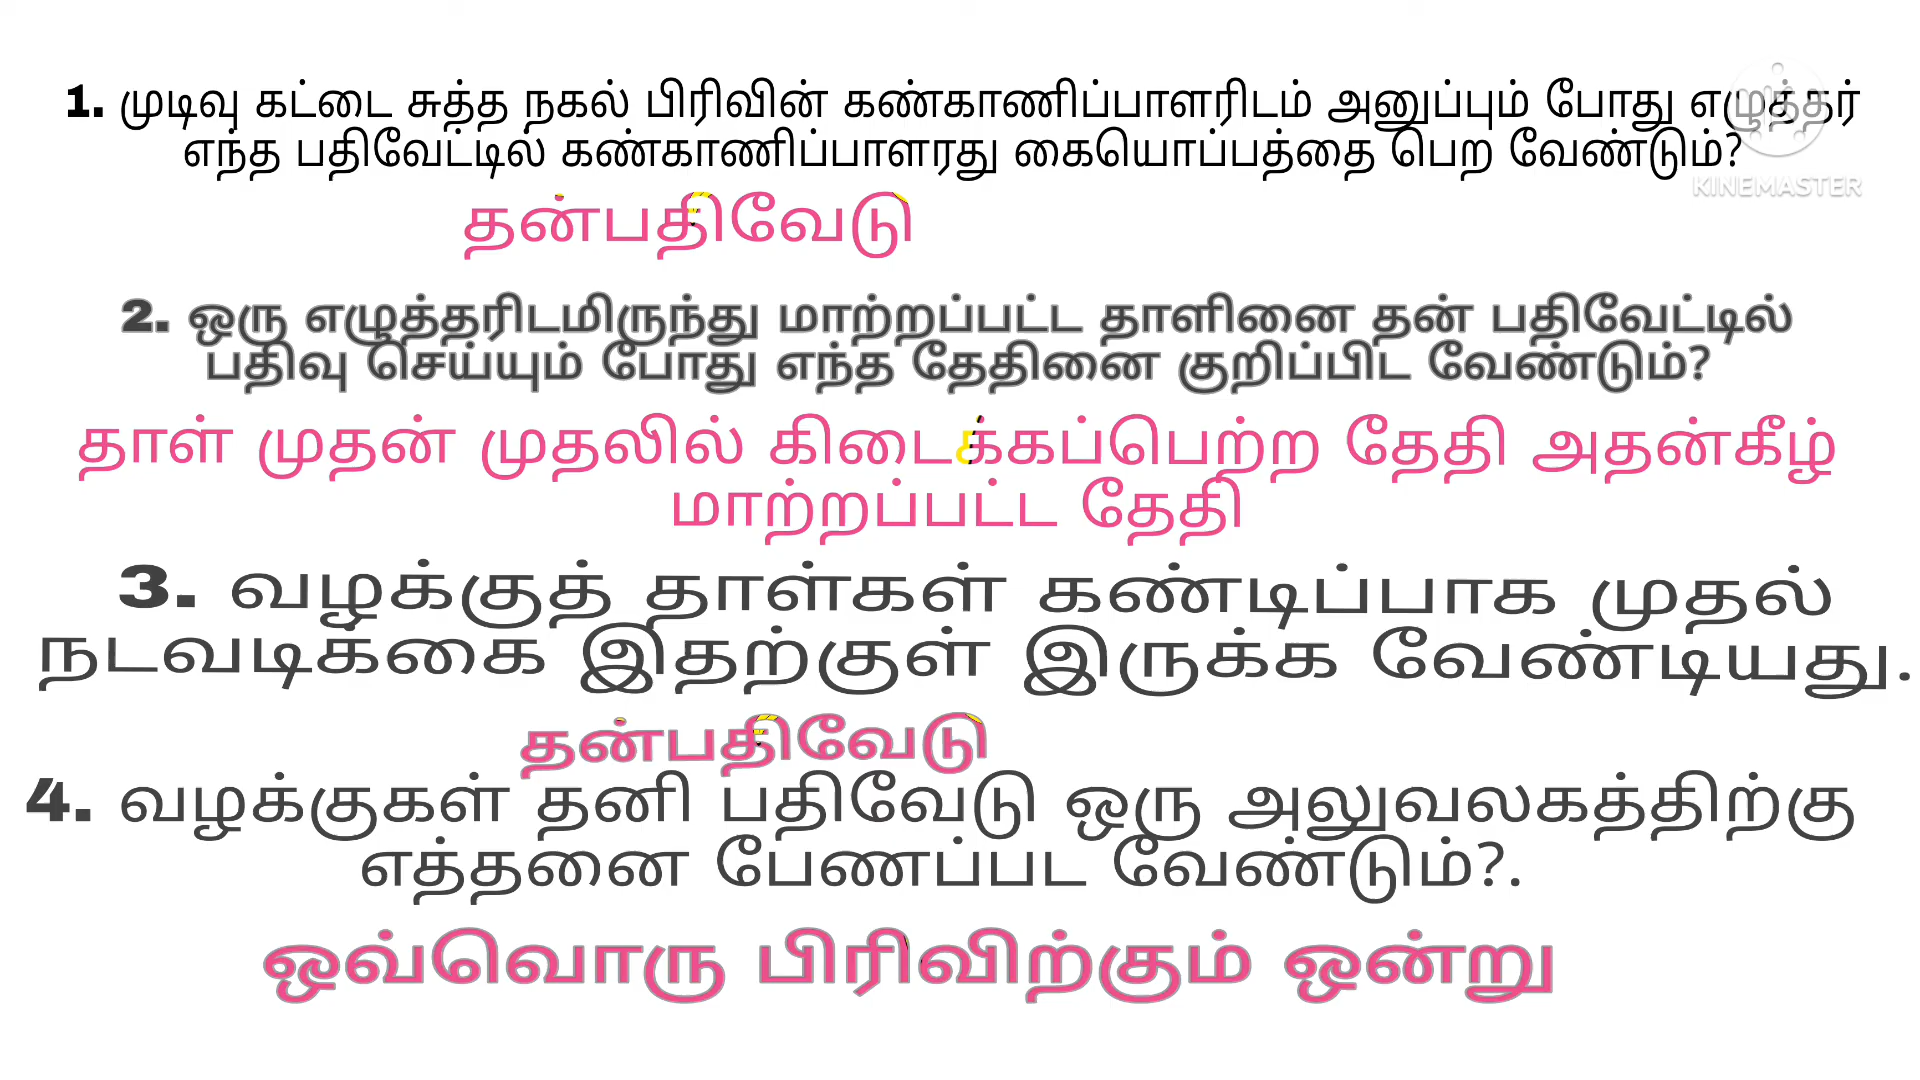 1. முடிவு கட்டை சுத்த நகல் பிரிவின் கண்காணிப்பாளரிடம் அனுப்பும் போது எழுத்தர்
எந்த பதிவேட்டில் கண்காணிப்பாளரது கையொப்பத்தை பெற வேண்டும்?
KINEMASTER
தன்பதிவேடு
2. ஒரு எழுத்தரிடமிருந்து மாற்றப்பட்ட தாளினை தன் பதிவேட்டில்
பதிவு செய்யும் போது எந்த தேதினை குறிப்பிட வேண்டும்?
தாள் முதன் முதலில் கிடைக்கப்பெற்ற தேதி அதன்கீழ்
மாற்றப்பட்ட தேதி
3. வழக்குத் தாள்கள் கண்டிப்பாக முதல்
நடவடிக்கை இதற்குள் இருக்க வேண்டியது.
தன்பதிவேடு
4. வழக்குகள் தனி பதிவேடு ஒரு அலுவலகத்திற்கு
எத்தனை பேணப்பட வேண்டும்?.
ஒவ்வொரு பிரிவிற்கும் ஒன்று